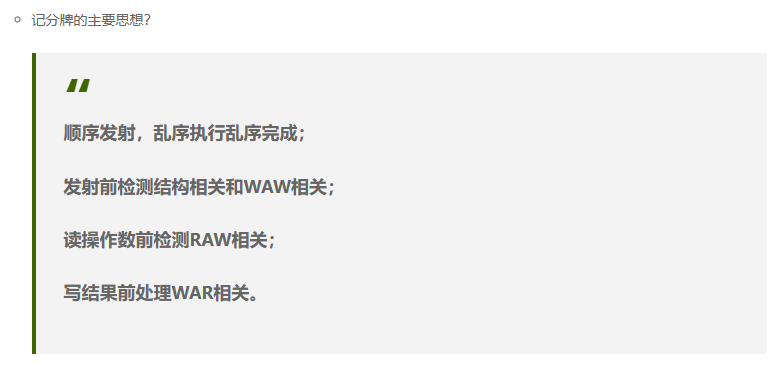 记分牌的主要思想？
“
顺序发射，乱序执行乱序完成；
发射前检测结构相关和WAW相关；
读操作数前检测RAW相关；
写结果前处理WAR相关。